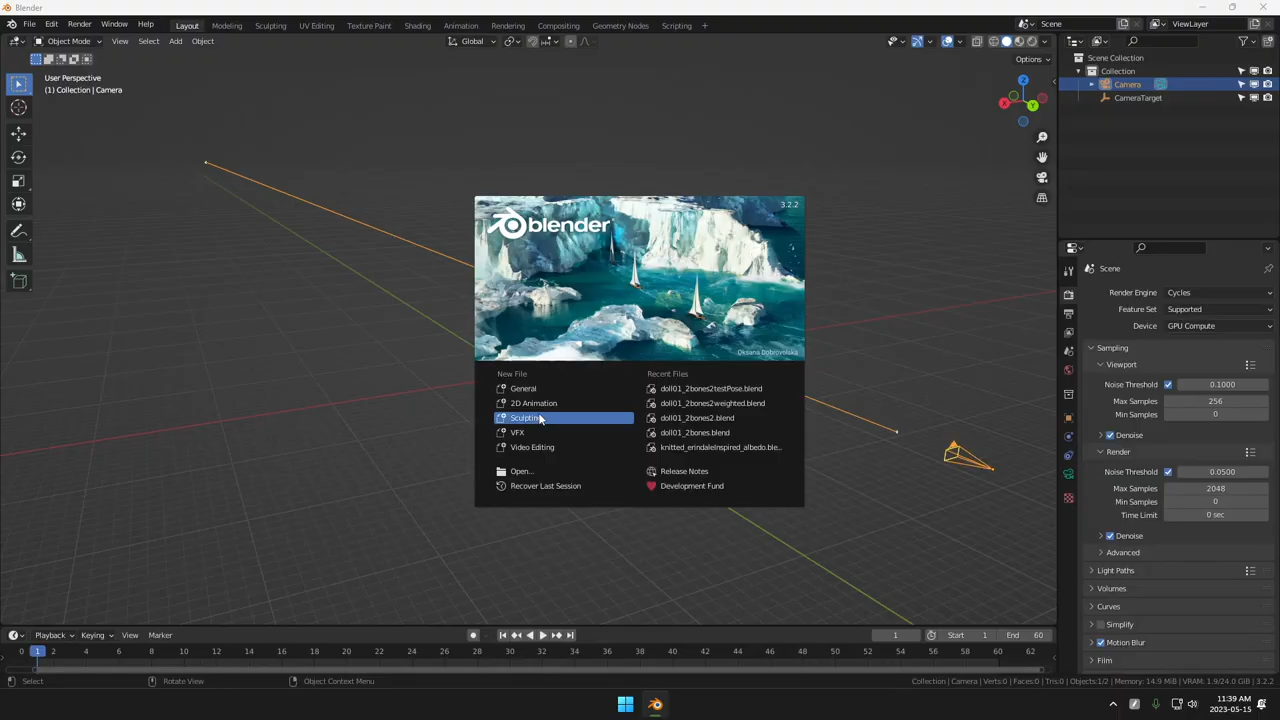 Blender
File Edit Render Window Help
Layout Modeling Sculpting UV Editing Texture Paint Shading Animation Rendering Compositing Geometry Nodes Scripting +
Scene
ViewLayer
Object Mode View Select Add Object
Global
Options
User Perspective
(1) Collection | Camera
Z
X
Y
Scene Collection
Collection
Camera
CameraTarget
blender
3.2.2
Oksana Dobrovolska
New File
General
2D Animation
Sculpting
VFX
Video Editing
Open...
Recover Last Session
Recent Files
doll01_2bones2testPose.blend
doll01_2bones2weighted.blend
doll01_2bones2.blend
doll01_2bones.blend
knitted_erindaleInspired_albedo.ble...
Release Notes
Development Fund
Scene
Render Engine Cycles
Feature Set Supported
Device GPU Compute
Sampling
Viewport
Noise Threshold 0.1000
Max Samples 256
Min Samples 0
Denoise
Render
Noise Threshold 0.0500
Max Samples 2048
Min Samples 0
Time Limit 0 sec
Denoise
Advanced
Light Paths
Volumes
Curves
Simplify
Motion Blur
Film
Playback Keying View Marker
1 Start 1 End 60
0 1 2 4 6 8 10 12 14 16 18 20 22 24 26 28 30 32 34 36 38 40 42 44 46 48 50 52 54 56 58 60 62
Select Rotate View Object Context Menu
Collection | Camera | Verts:0 | Faces:0 | Tris:0 | Objects:1/2 | Memory: 14.9 MiB | VRAM: 1.9/24.0 GiB | 3.2.2
11:39 AM
2023-05-15